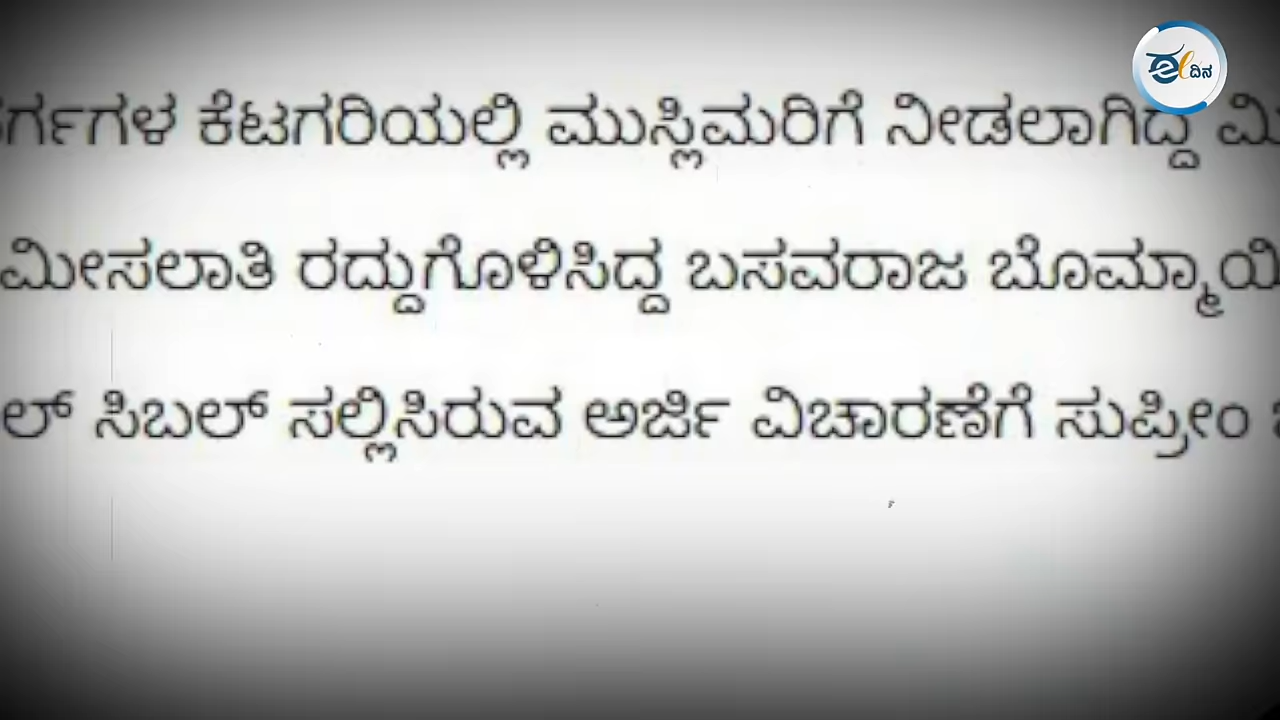 ದಿನ
ಕೆಟಗರಿಯಲ್ಲಿ ಮುಸ್ಲಿಮರಿಗೆ ನೀಡಲಾಗಿದ್ದ
ಮೀಸಲಾತಿ ರದ್ದುಗೊಳಿಸಿದ್ದ ಬಸವರಾಜ ಬೊಮ್ಮಾಯಿ
ಲ್ ಸಿಬಲ್ ಸಲ್ಲಿಸಿರುವ ಅರ್ಜಿ ವಿಚಾರಣೆಗೆ ಸುಪ್ರೀಂ